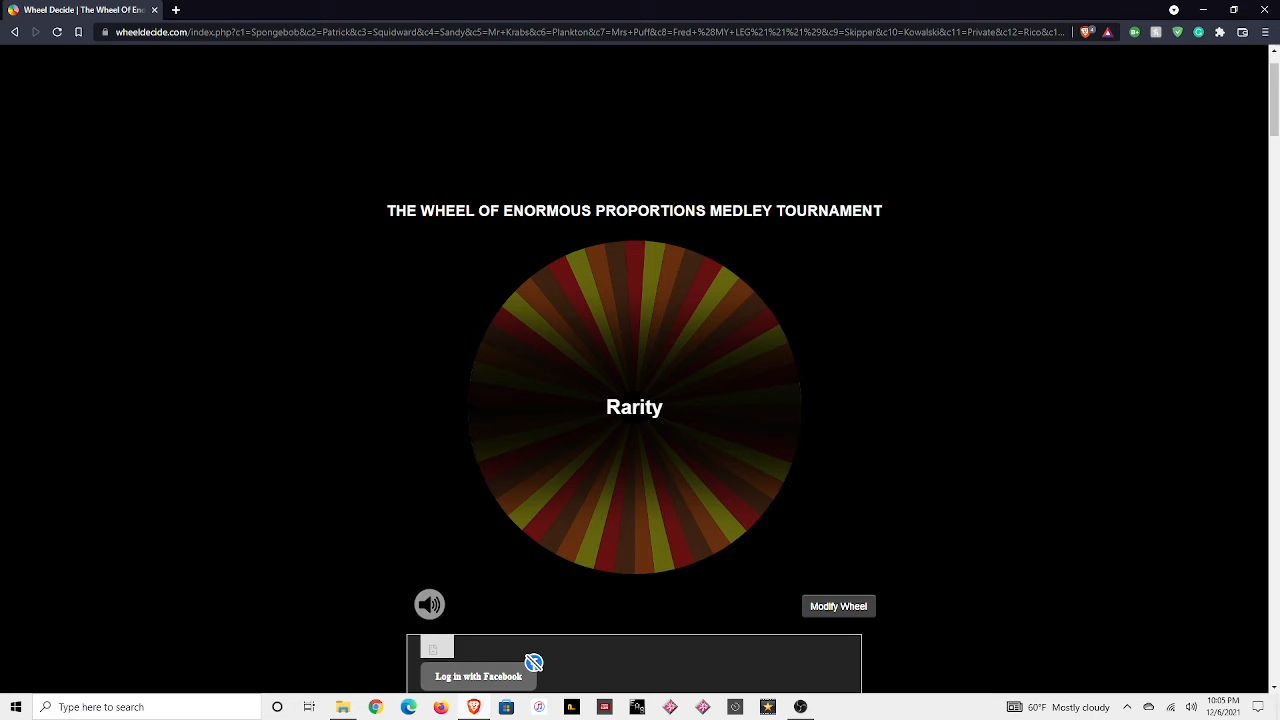 Wheel Decide | The Wheel Of En
wheeldecide.com/index.php?c1=Spongebob&c2=Patrick&c3=Squidward&c4=Sandy&c5=Mr+Krabs&c6=Plankton&c7=Mrs+Puff&c8=Fred+%28MY+LEG%21%21%21%29&c9=Skipper&c10=Kowalski&c11=Private&c12=Rico&c1...
THE WHEEL OF ENORMOUS PROPORTIONS MEDLEY TOURNAMENT
Rarity
Modify Wheel
Log in with Facebook
Type here to search
60°F Mostly cloudy
10:05 PM
12/6/2021